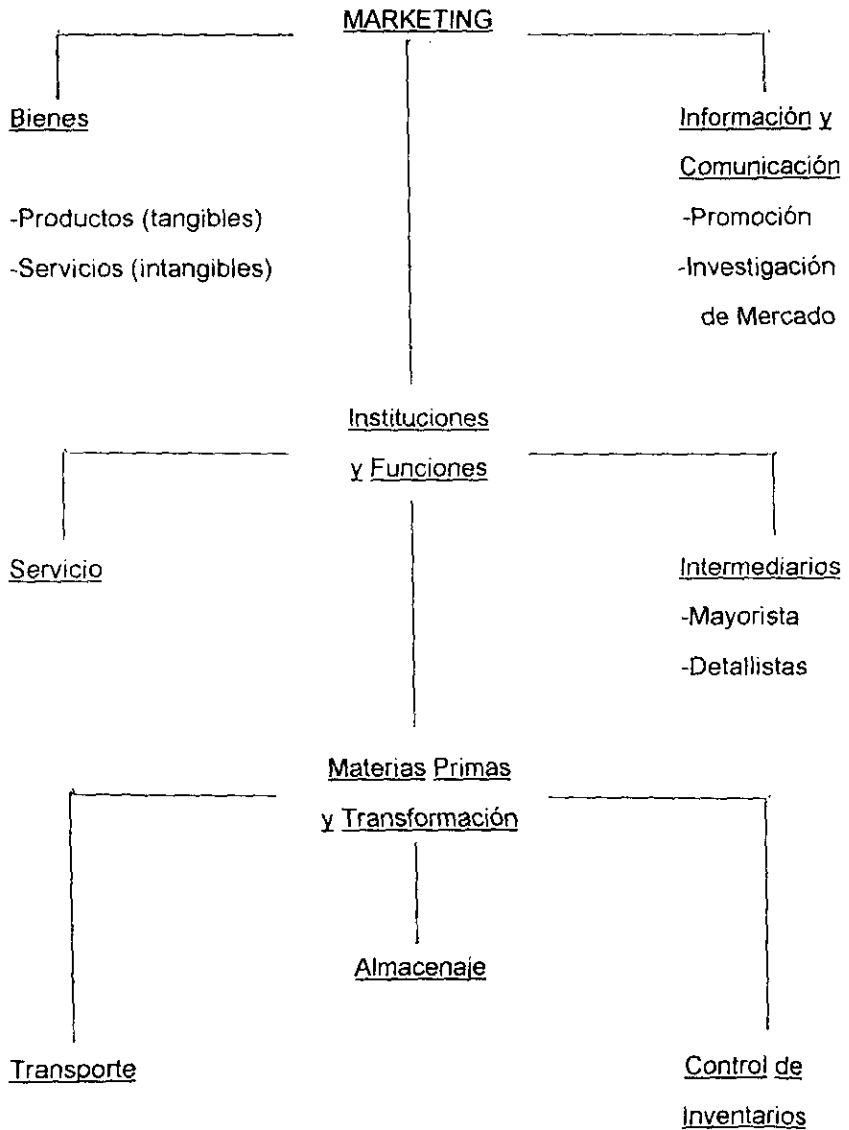 MARKETING
Bienes
-Productos (tangibles)
-Servicios (intangibles)
Información y
Comunicación
-Promoción
-Investigación
de Mercado
Instituciones
y Funciones
Servicio
Intermediarios
-Mayorista
-Detallistas
Materias Primas
y Transformación
Almacenaje
Transporte
Control de
Inventarios